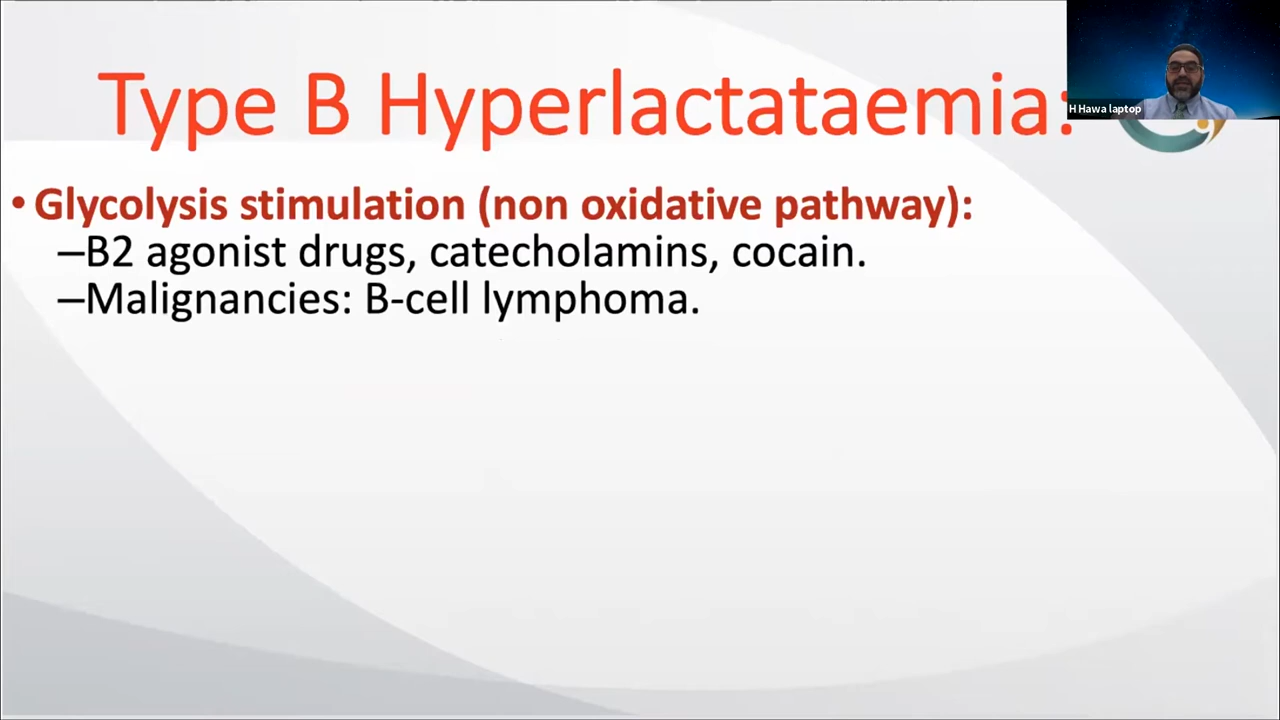 Type B Hyperlactataemia:
H Hawa laptop
• Glycolysis stimulation (non oxidative pathway):
–B2 agonist drugs, catecholamins, cocain.
–Malignancies: B-cell lymphoma.